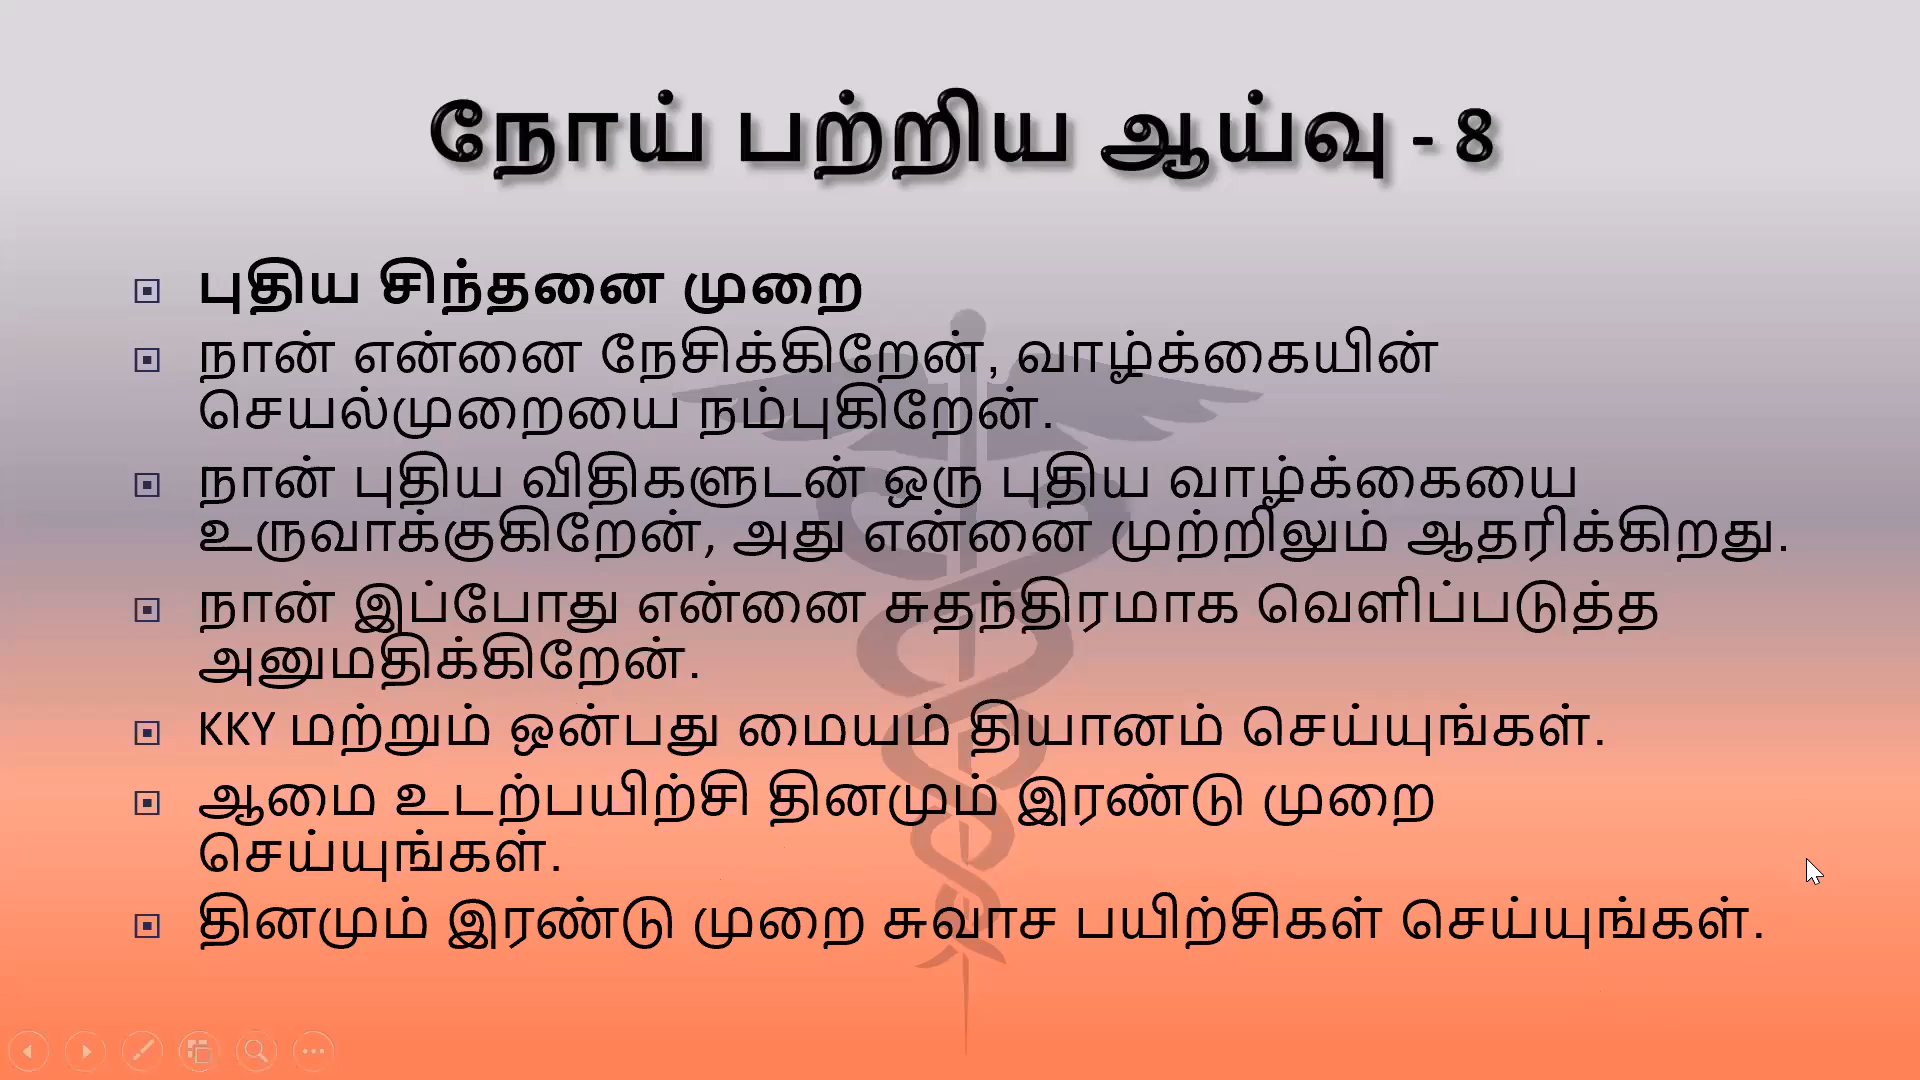 நோய் பற்றிய ஆய்வு - 8
புதிய சிந்தனை முறை
நான் என்னை நேசிக்கிறேன், வாழ்க்கையின்
செயல்முறையை நம்புகிறேன்.
நான் புதிய விதிகளுடன் ஒரு புதிய வாழ்க்கையை
உருவாக்குகிறேன், அது என்னை முற்றிலும் ஆதரிக்கிறது.
நான் இப்போது என்னை சுதந்திரமாக வெளிப்படுத்த
அனுமதிக்கிறேன்.
KKY மற்றும் ஒன்பது மையம் தியானம் செய்யுங்கள்.
ஆமை உடற்பயிற்சி தினமும் இரண்டு முறை
செய்யுங்கள்.
தினமும் இரண்டு முறை சுவாச பயிற்சிகள் செய்யுங்கள்.